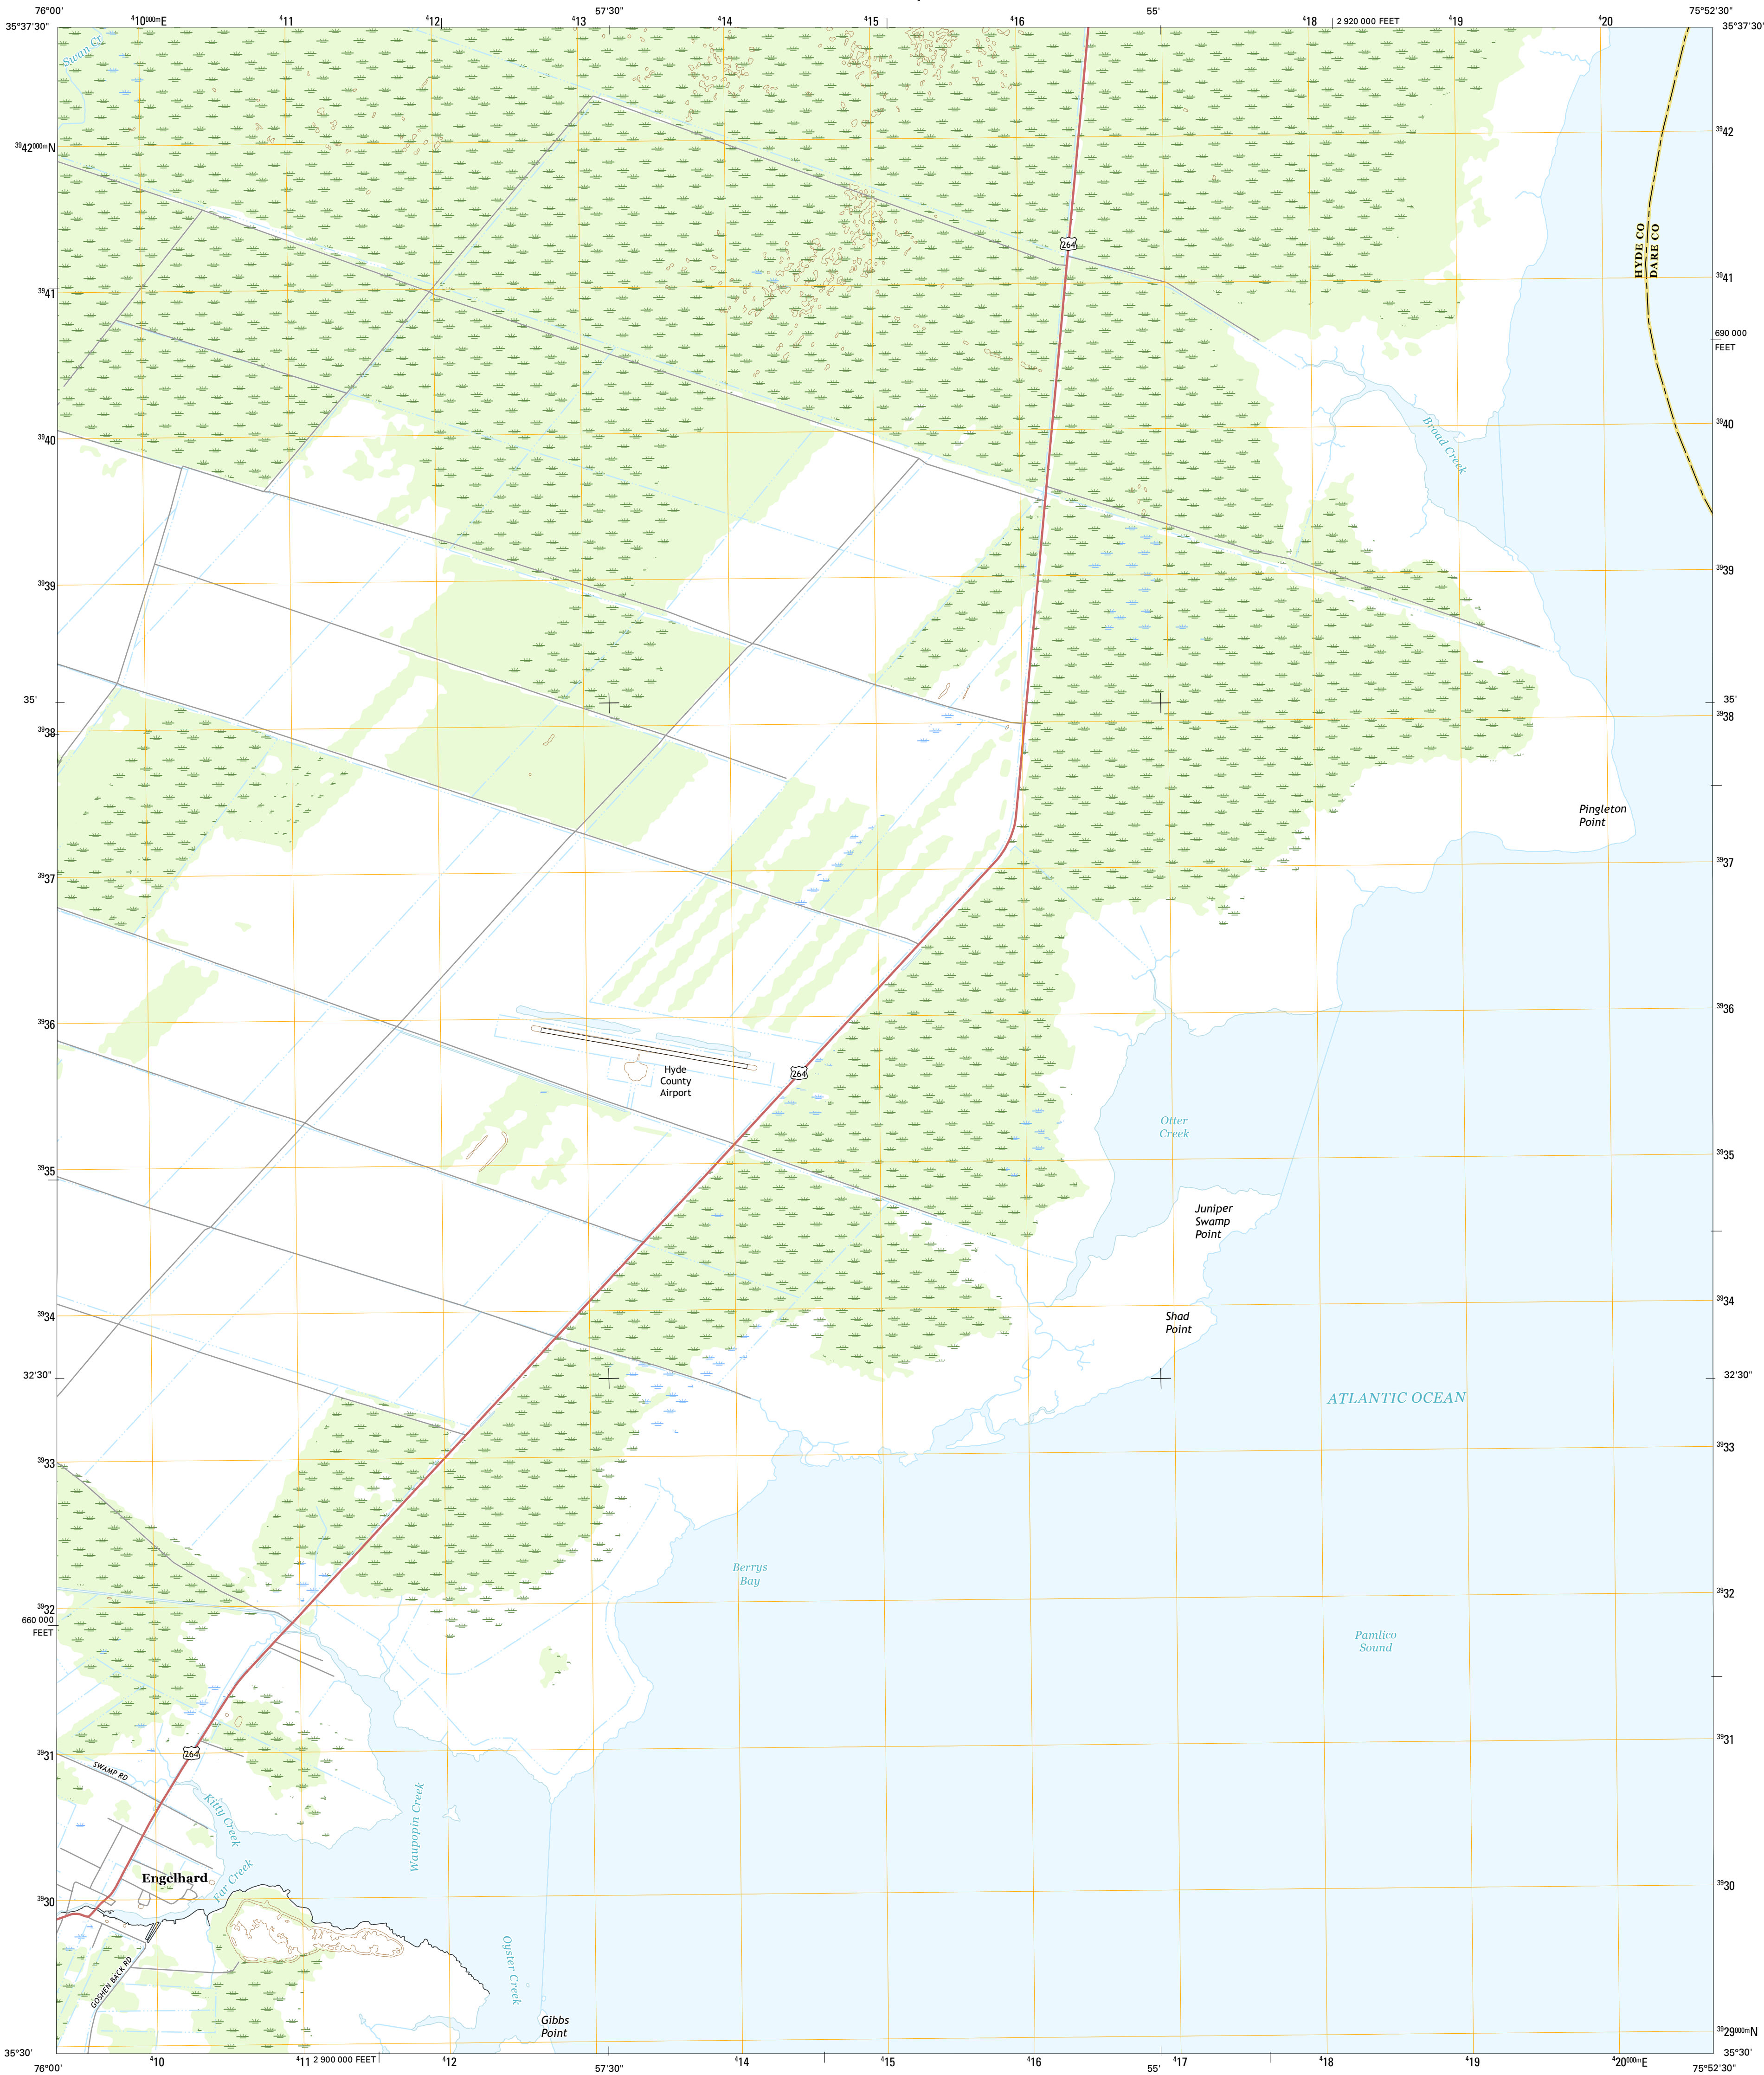 76°00' ⁴10⁰⁰⁰ᵐE ⁴11 ⁴12 ⁴13 57'30" ⁴14 ⁴15 ⁴16 55' ⁴18 2 920 000 FEET ⁴19 ⁴20 75°52'30"
35°37'30" 35°37'30"
Swan Cr
³⁹42 ³⁹42⁰⁰⁰ᵐN
HYDE CO
DARE CO
264
³⁹41 ³⁹41
690 000
FEET
³⁹40 ³⁹40
Broad Creek
³⁹39 ³⁹39
35' 35'
³⁹38 ³⁹38
Pingleton
Point
³⁹37 ³⁹37
³⁹36 ³⁹36
Hyde
County
Airport
264
Otter
Creek
³⁹35 ³⁹35
Juniper
Swamp
Point
³⁹34 ³⁹34
Shad
Point
32'30" 32'30"
ATLANTIC OCEAN
³⁹33 ³⁹33
Berrys
Bay
³⁹32 ³⁹32
660 000
FEET
Pamlico
Sound
³⁹31 ³⁹31
264
SWAMP RD
Kitty Creek
Waupopin Creek
Engelhard
Far Creek
³⁹30 ³⁹30
GOSHEN BACK RD
Oyster Creek
Gibbs
Point
³⁹29⁰⁰⁰ᵐN
35°30' 35°30'
76°00' ⁴10 ⁴11 2 900 000 FEET ⁴12 57'30" ⁴14 ⁴15 ⁴16 55' ⁴17 ⁴18 ⁴19 ⁴20⁰⁰⁰ᵐE 75°52'30"